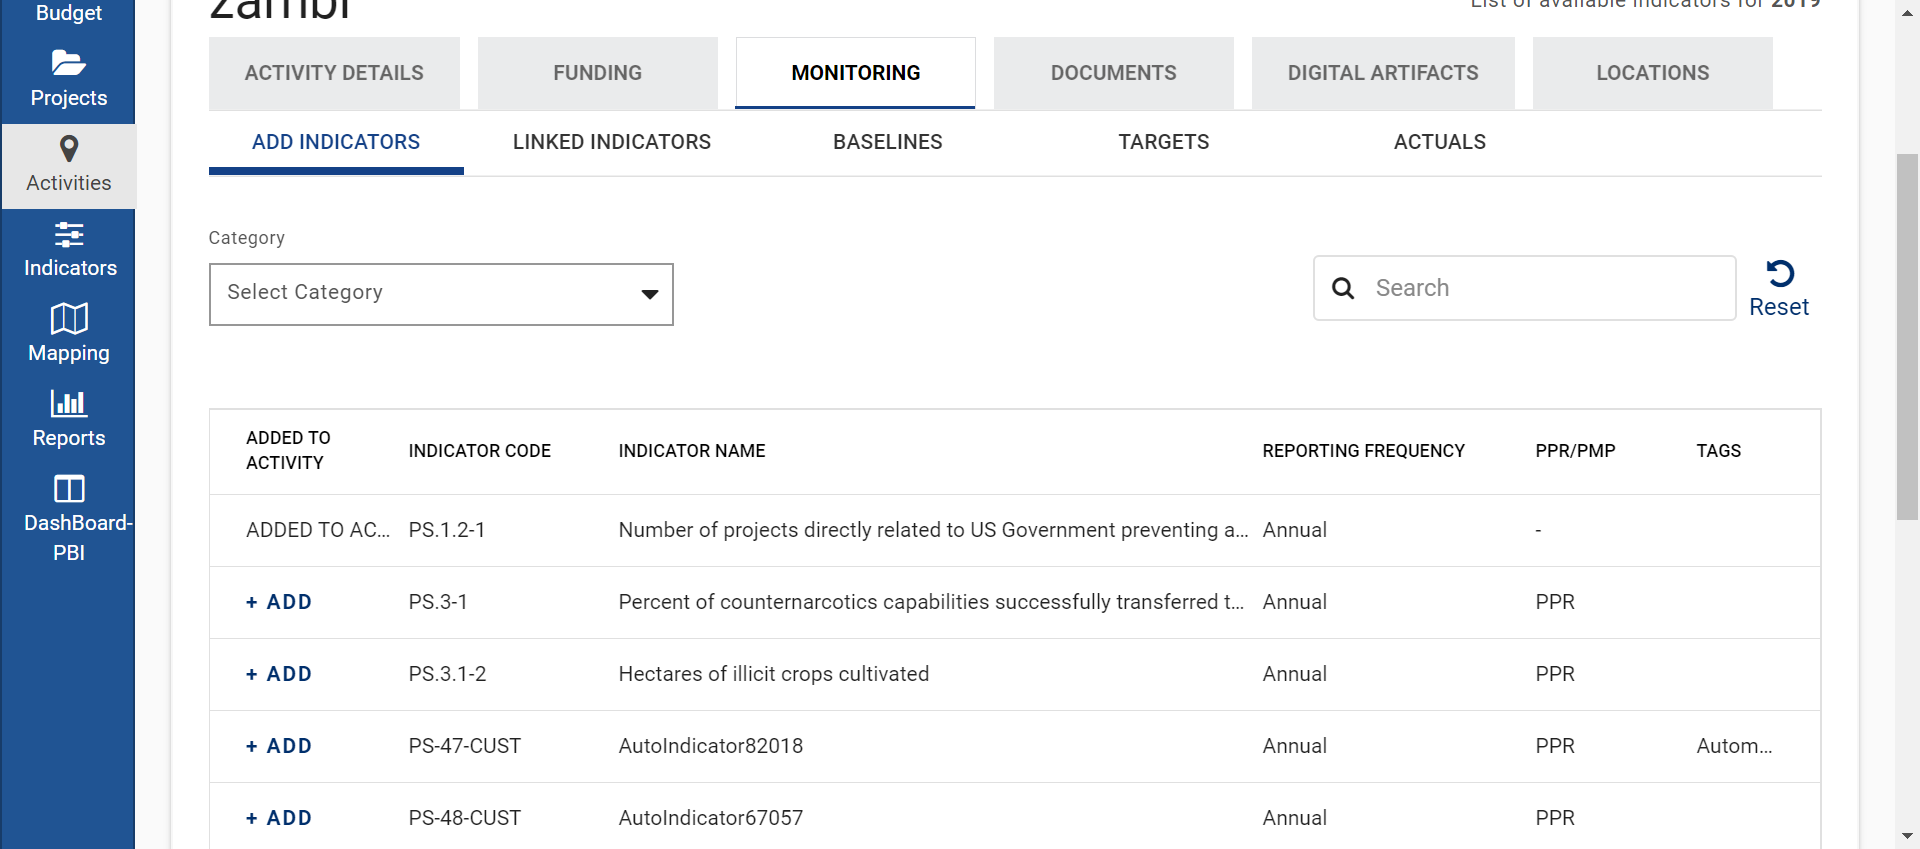 Budget
Projects
Activities
Indicators
Mapping
Reports
DashBoard-
PBI
zambi
List of available indicators for 2019
ACTIVITY DETAILS FUNDING MONITORING DOCUMENTS DIGITAL ARTIFACTS LOCATIONS
ADD INDICATORS LINKED INDICATORS BASELINES TARGETS ACTUALS
Category
Select Category
Search
Reset
ADDED TO
ACTIVITY
INDICATOR CODE INDICATOR NAME REPORTING FREQUENCY PPR/PMP TAGS
ADDED TO AC... PS.1.2-1 Number of projects directly related to US Government preventing a... Annual -
+ ADD PS.3-1 Percent of counternarcotics capabilities successfully transferred t... Annual PPR
+ ADD PS.3.1-2 Hectares of illicit crops cultivated Annual PPR
+ ADD PS-47-CUST AutoIndicator82018 Annual PPR Autom...
+ ADD PS-48-CUST AutoIndicator67057 Annual PPR